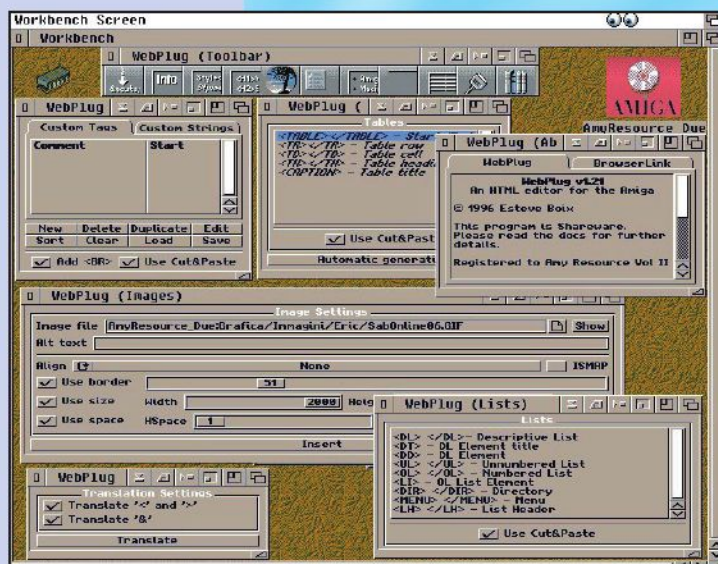 Workbench Screen
Workbench
WebPlug (Toolbar)
Info
Styles
AMIGA
AmyResource_Due
WebPlug
Custom Tags
Custom Strings
Comment Start
New Delete Duplicate Edit
Sort Clear Load Save
Add <BR> Use Cut&Paste
WebPlug (
Tables
<TABLE></TABLE> - Star
<TR></TR> - Table row
<TD></TD> - Table cell
<TH></TH> - Table headi
<CAPTION> - Table title
Use Cut&Past
Automatic generati
WebPlug (Ab
WebPlug
BrowserLink
WebPlug v1.21
An HTML editor for the Amiga
© 1996 Esteve Boix
This program is Shareware.
Please read the docs for further
details.
Registered to Amy Resource Vol II
WebPlug (Images)
Image Settings
Image file AmyResource_Due:Grafica/Immagini/Eric/SabOnline06.GIF Show
Alt text
Align None ISMAP
Use border 51
Use size Width 2000 Heig
Use space HSpace 1
Insert
WebPlug (Lists)
Lists
<DL> </DL>- Descriptive List
<DT> - DL Element title
<DD> - DL Element
<UL> </UL> - Unnumbered List
<OL> </OL> - Numbered List
<LI> - OL List Element
<DIR> </DIR> - Directory
<MENU> </MENU> - Menu
<LH> </LH> - List Header
Use Cut&Paste
WebPlug
Translation Settings
Translate '<' and '>'
Translate '&'
Translate